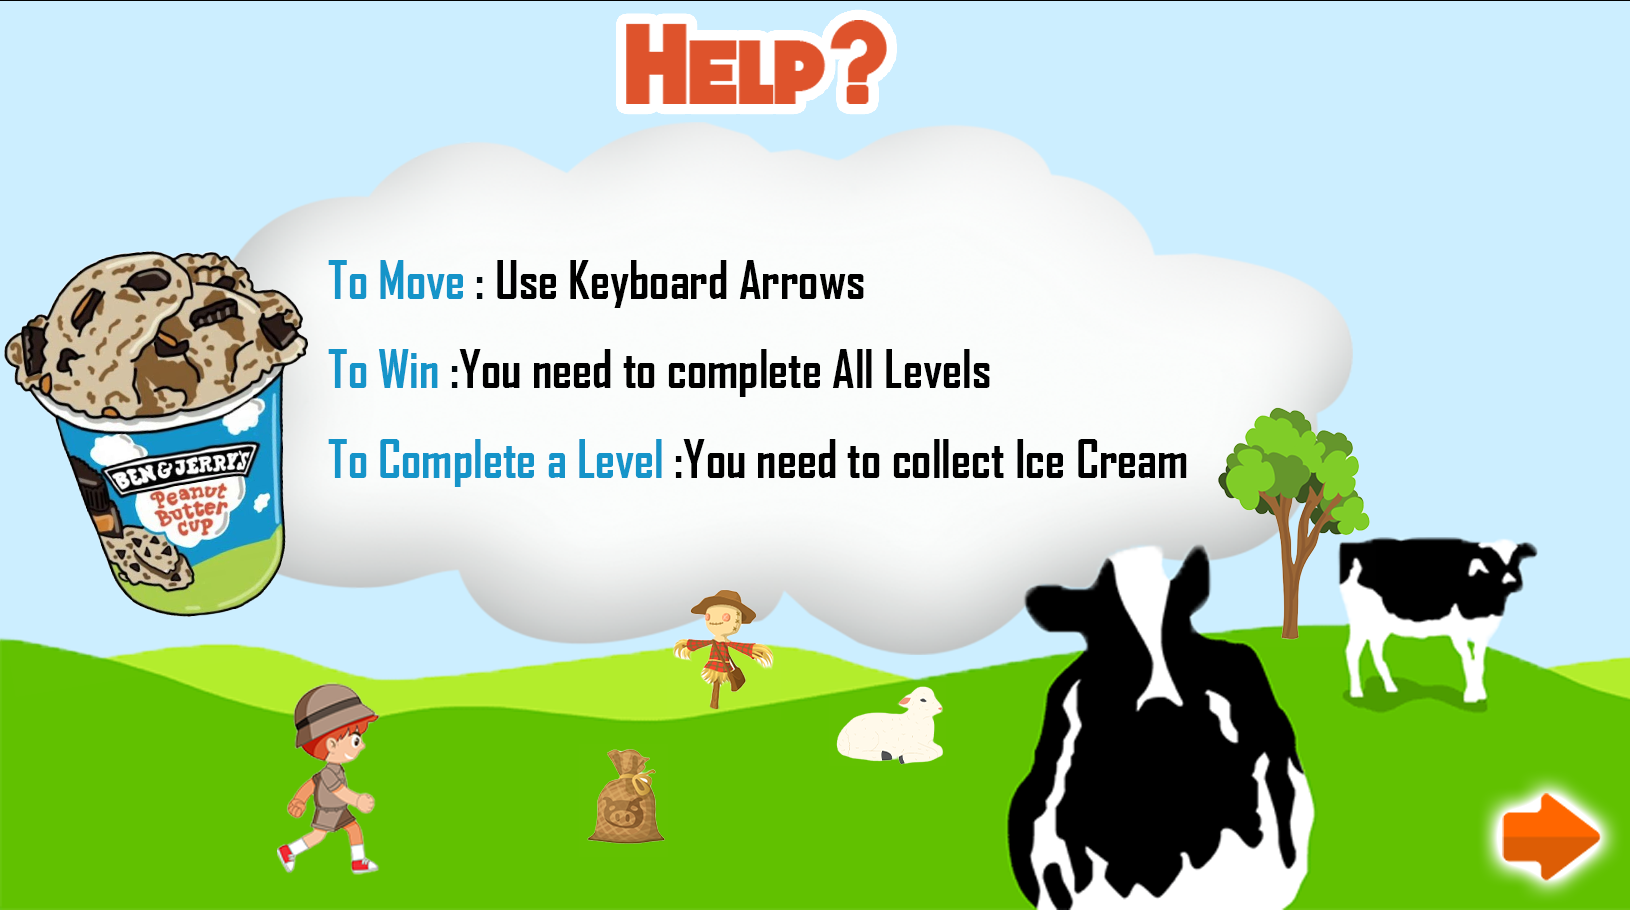 HELP?
To Move : Use Keyboard Arrows
To Win :You need to complete All Levels
To Complete a Level :You need to collect Ice Cream
BEN & JERRY'S
Peanut
Butter
Cup